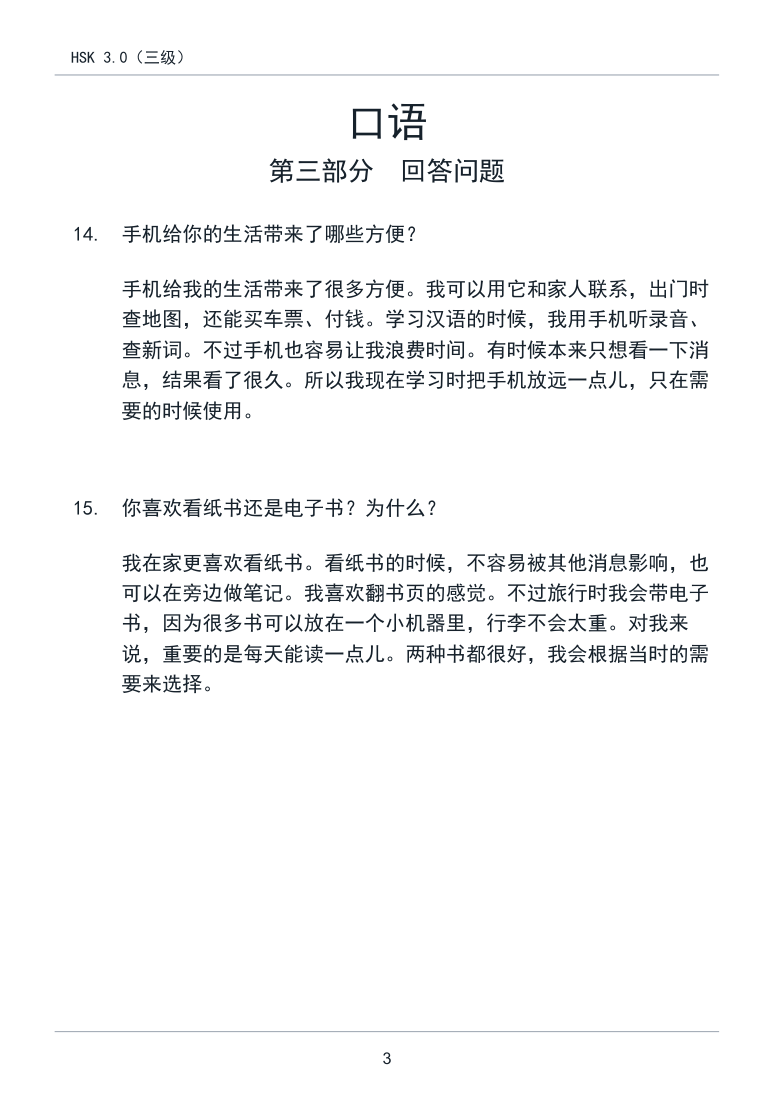 HSK 3.0（三级）
口语
第三部分　回答问题
14. 手机给你的生活带来了哪些方便？
手机给我的生活带来了很多方便。我可以用它和家人联系，出门时
查地图，还能买车票、付钱。学习汉语的时候，我用手机听录音、
查新词。不过手机也容易让我浪费时间。有时候本来只想看一下消
息，结果看了很久。所以我现在学习时把手机放远一点儿，只在需
要的时候使用。
15. 你喜欢看纸书还是电子书？为什么？
我在家更喜欢看纸书。看纸书的时候，不容易被其他消息影响，也
可以在旁边做笔记。我喜欢翻书页的感觉。不过旅行时我会带电子
书，因为很多书可以放在一个小机器里，行李不会太重。对我来
说，重要的是每天能读一点儿。两种书都很好，我会根据当时的需
要来选择。
3